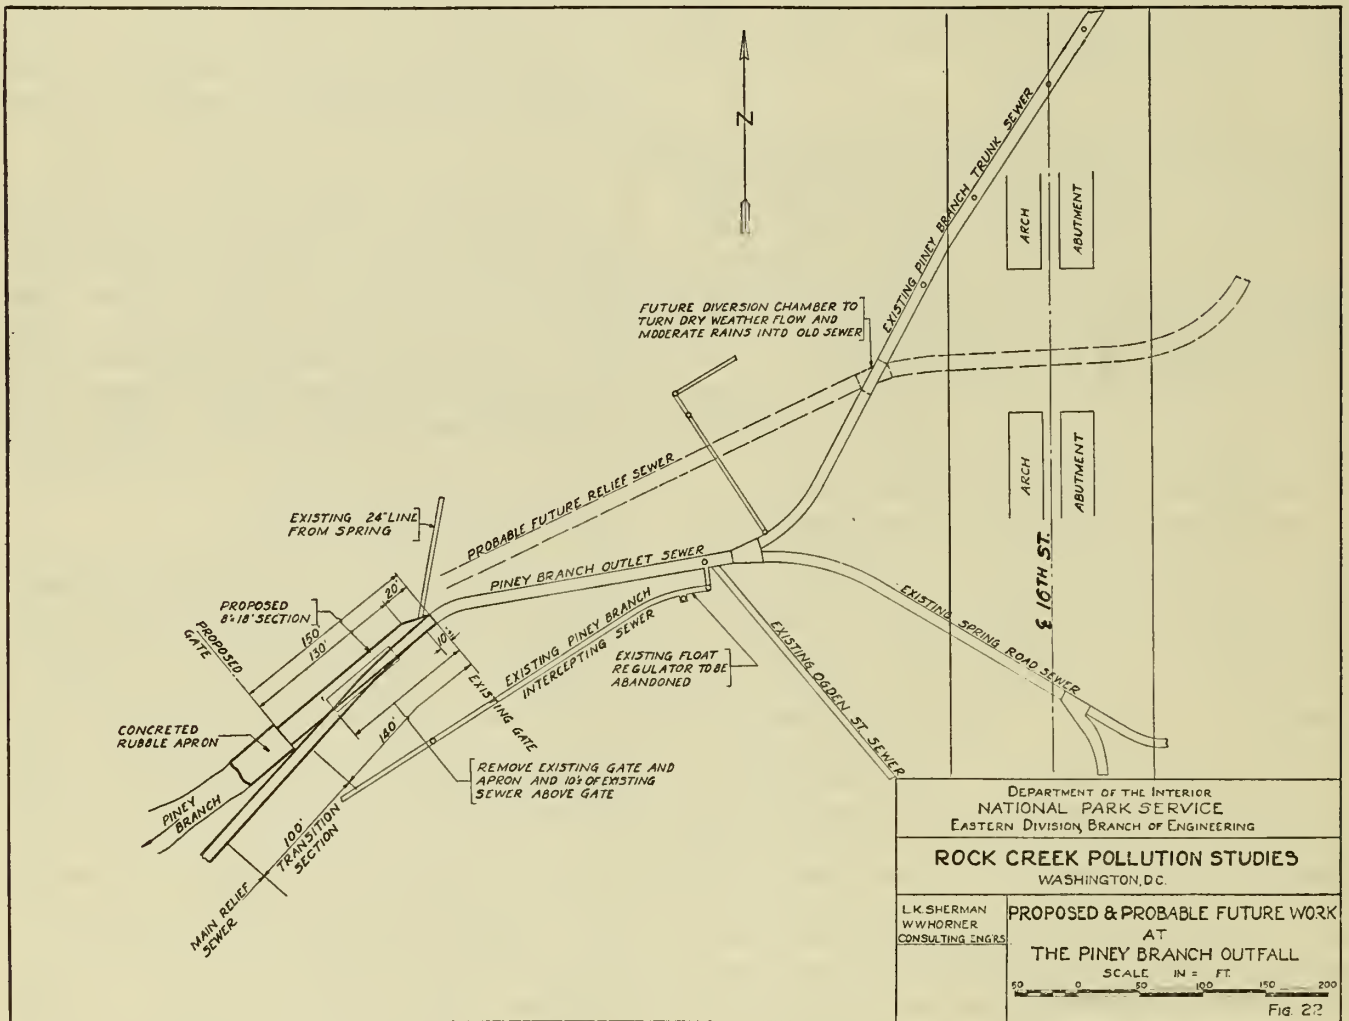 N
EXISTING PINEY BRANCH TRUNK SEWER
ARCH
ABUTMENT
FUTURE DIVERSION CHAMBER TO
TURN DRY WEATHER FLOW AND
MODERATE RAINS INTO OLD SEWER
PROBABLE FUTURE RELIEF SEWER
ARCH
ABUTMENT
EXISTING 24" LINE
FROM SPRING
PINEY BRANCH OUTLET SEWER
℄ 16TH ST.
PROPOSED
8'x18' SECTION
20'
150'
130'
10'±
PROPOSED
GATE
EXISTING PINEY BRANCH
INTERCEPTING SEWER
EXISTING FLOAT
REGULATOR TO BE
ABANDONED
EXISTING OGDEN ST. SEWER
EXISTING SPRING ROAD SEWER
EXISTING GATE
140'
CONCRETED
RUBBLE APRON
REMOVE EXISTING GATE AND
APRON AND 10'± OF EXISTING
SEWER ABOVE GATE
PINEY
BRANCH
100'
TRANSITION
SECTION
MAIN RELIEF
SEWER
DEPARTMENT OF THE INTERIOR
NATIONAL PARK SERVICE
EASTERN DIVISION, BRANCH OF ENGINEERING
ROCK CREEK POLLUTION STUDIES
WASHINGTON, D.C.
L.K. SHERMAN
W.W HORNER
CONSULTING ENGRS
PROPOSED & PROBABLE FUTURE WORK
AT
THE PINEY BRANCH OUTFALL
SCALE IN = FT.
50 0 50 100 150 200
FIG. 22